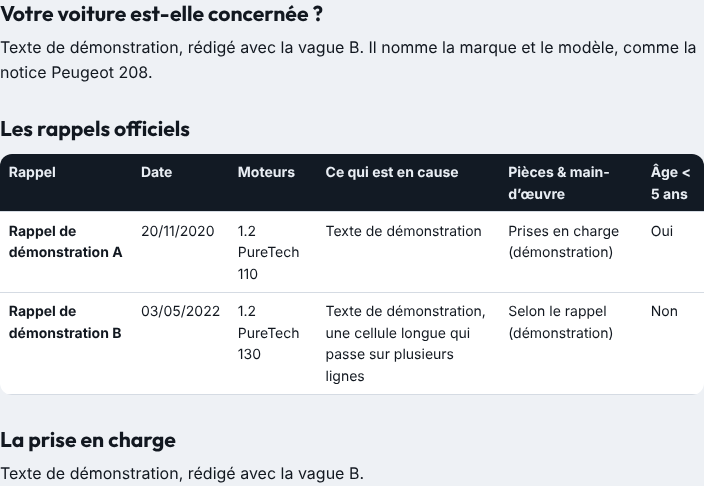 Votre voiture est-elle concernée ?
Texte de démonstration, rédigé avec la vague B. Il nomme la marque et le modèle, comme la
notice Peugeot 208.
Les rappels officiels
Rappel Date Moteurs Ce qui est en cause Pièces & main-d’œuvre Âge < 5 ans
Rappel de démonstration A 20/11/2020 1.2 PureTech 110 Texte de démonstration Prises en charge (démonstration) Oui
Rappel de démonstration B 03/05/2022 1.2 PureTech 130 Texte de démonstration, une cellule longue qui passe sur plusieurs lignes Selon le rappel (démonstration) Non
La prise en charge
Texte de démonstration, rédigé avec la vague B.